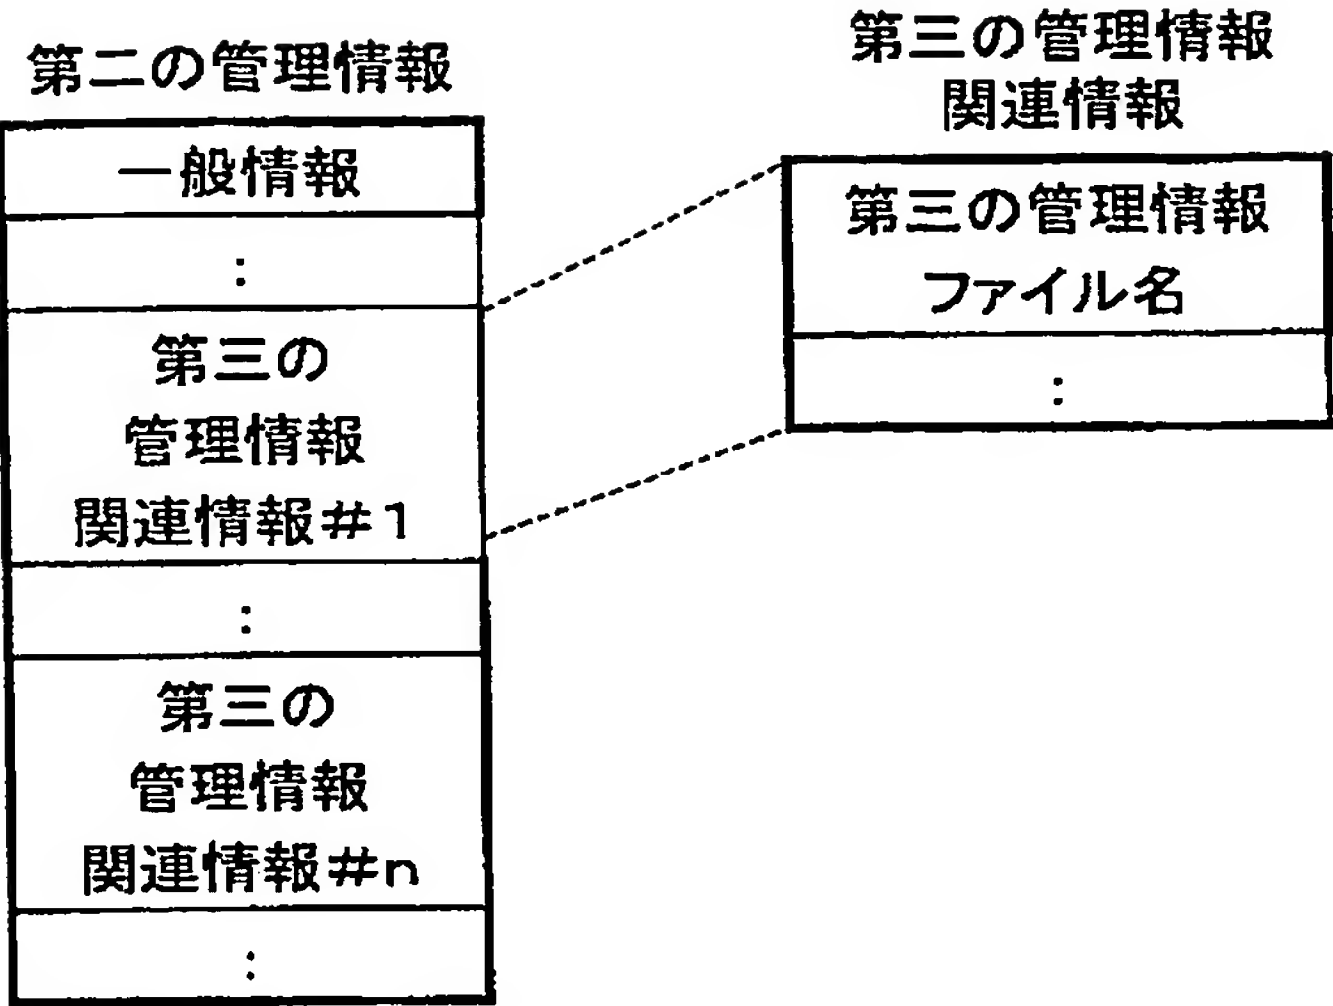 第二の管理情報
一般情報
:
第三の
管理情報
関連情報#1
:
第三の
管理情報
関連情報#n
:
第三の管理情報
関連情報
第三の管理情報
ファイル名
: